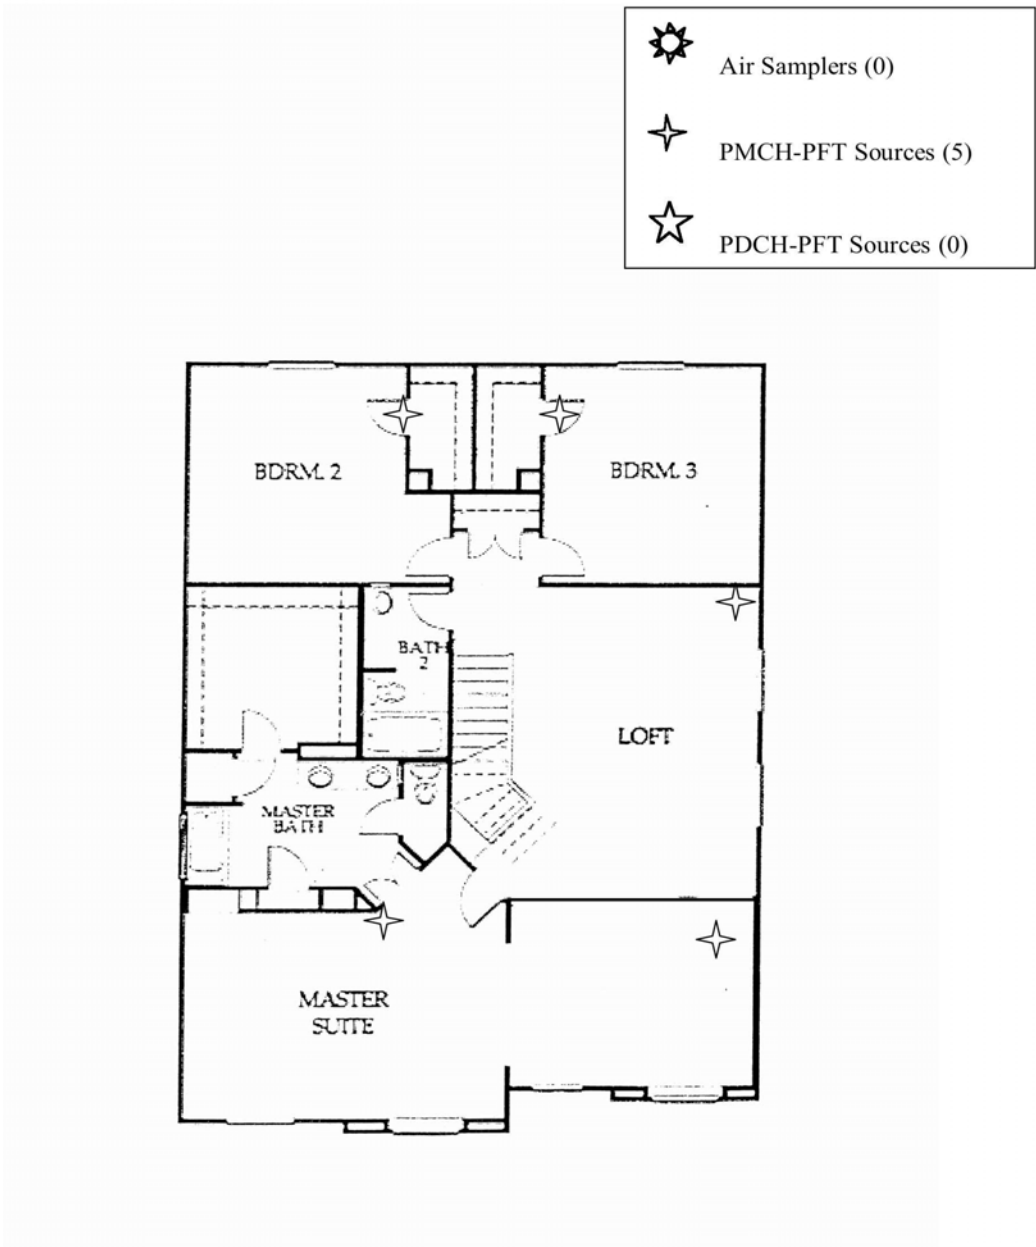 Air Samplers (0)
PMCH-PFT Sources (5)
PDCH-PFT Sources (0)
BDRM. 2
BDRM. 3
BATH
2
LOFT
MASTER
BATH
MASTER
SUITE